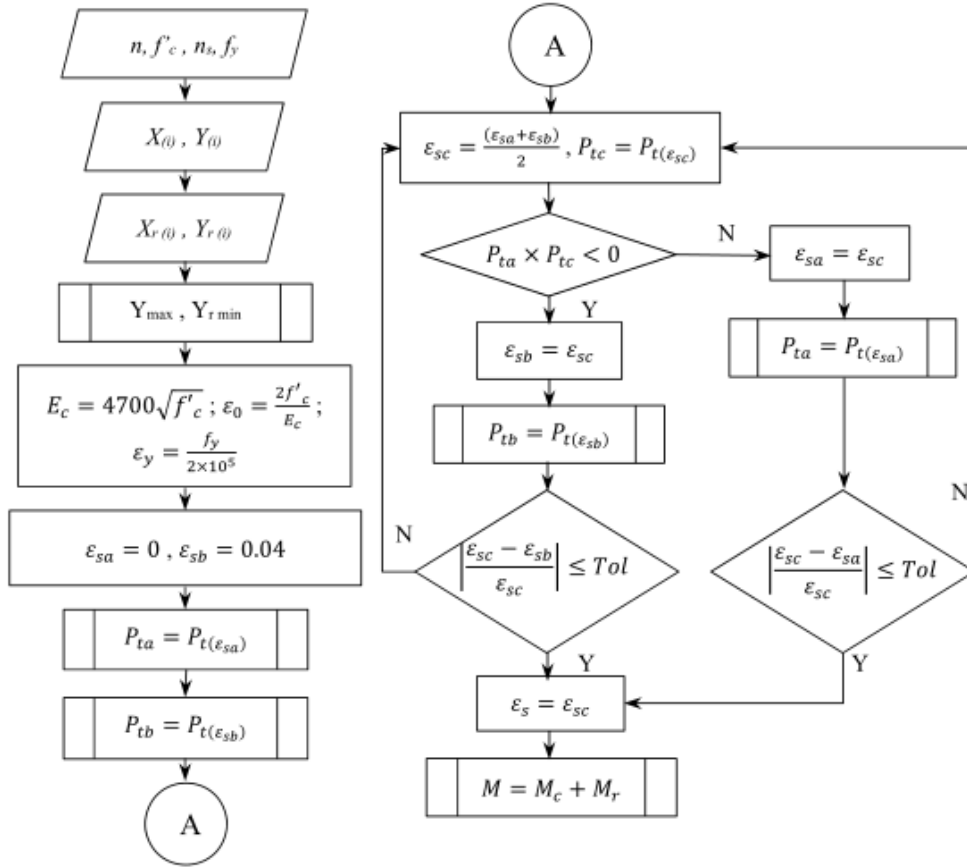 n, f'c , ns, fy
X(i) , Y(i)
Xr (i) , Yr (i)
Ymax , Yr min
Ec = 4700√f'c ; ε0 = 2f'c/Ec ;
εy = fy/2×10⁵
εsa = 0 , εsb = 0.04
Pta = Pt(εsa)
Ptb = Pt(εsb)
A
A
εsc = (εsa+εsb)/2 , Ptc = Pt(εsc)
Pta × Ptc < 0
N
Y
εsa = εsc
Pta = Pt(εsa)
εsb = εsc
Ptb = Pt(εsb)
N
|εsc − εsb/εsc| ≤ Tol
Y
N
|εsc − εsa/εsc| ≤ Tol
Y
εs = εsc
M = Mc + Mr